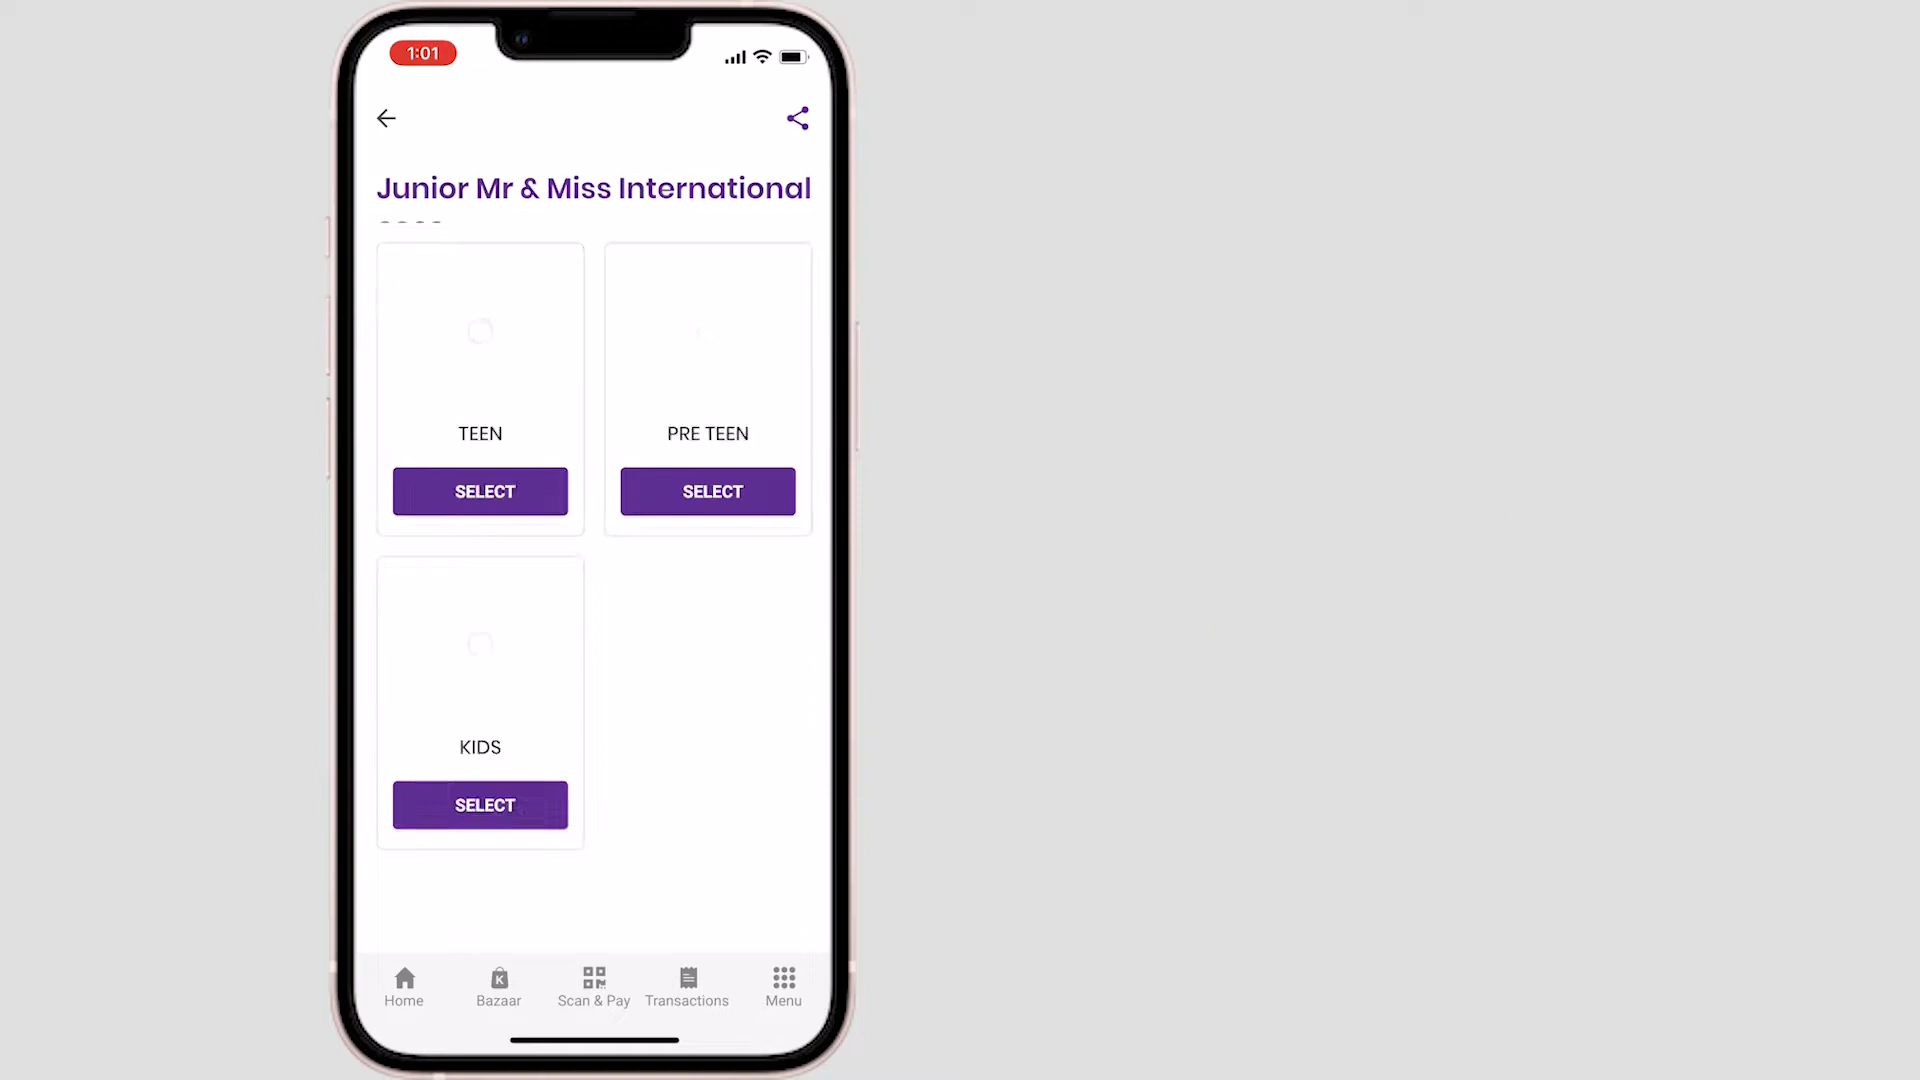 1:01
Junior Mr & Miss International
TEEN
PRE TEEN
SELECT
SELECT
KIDS
SELECT
K
Home
Bazaar
Scan & Pay
Transactions
Menu